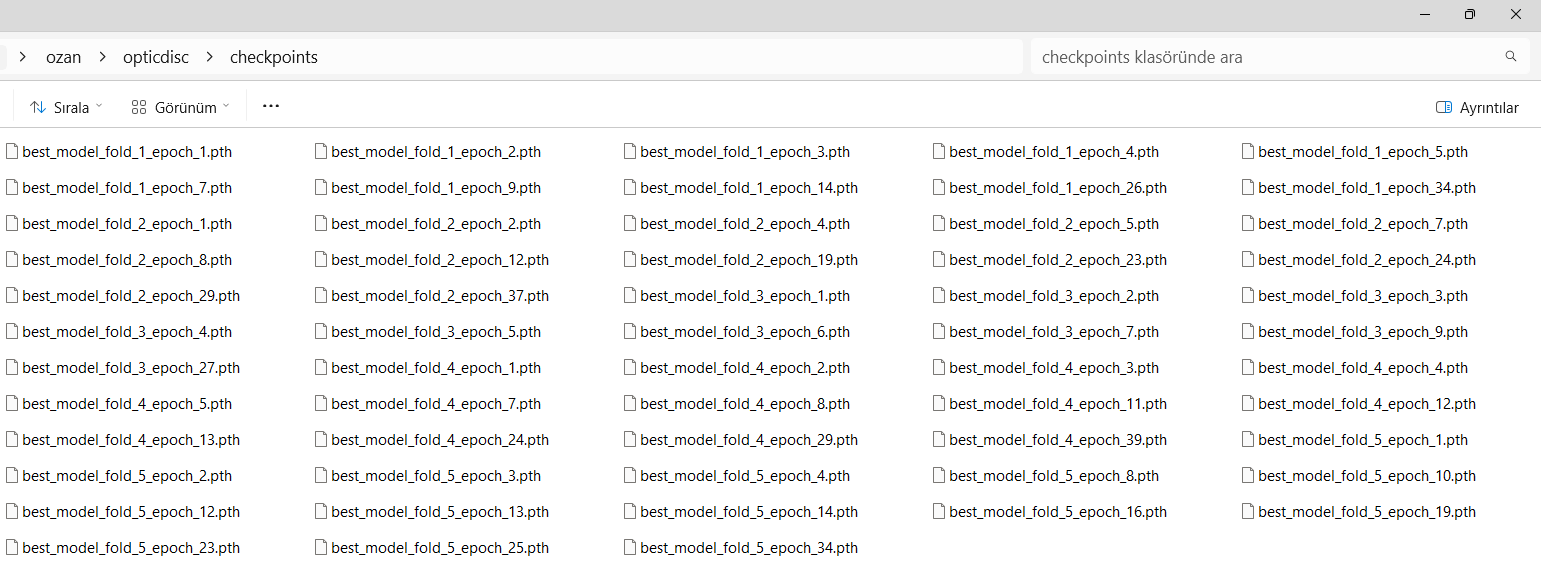 ozan opticdisc checkpoints checkpoints klasöründe ara
Sırala Görünüm Ayrıntılar
best_model_fold_1_epoch_1.pth best_model_fold_1_epoch_2.pth best_model_fold_1_epoch_3.pth best_model_fold_1_epoch_4.pth best_model_fold_1_epoch_5.pth
best_model_fold_1_epoch_7.pth best_model_fold_1_epoch_9.pth best_model_fold_1_epoch_14.pth best_model_fold_1_epoch_26.pth best_model_fold_1_epoch_34.pth
best_model_fold_2_epoch_1.pth best_model_fold_2_epoch_2.pth best_model_fold_2_epoch_4.pth best_model_fold_2_epoch_5.pth best_model_fold_2_epoch_7.pth
best_model_fold_2_epoch_8.pth best_model_fold_2_epoch_12.pth best_model_fold_2_epoch_19.pth best_model_fold_2_epoch_23.pth best_model_fold_2_epoch_24.pth
best_model_fold_2_epoch_29.pth best_model_fold_2_epoch_37.pth best_model_fold_3_epoch_1.pth best_model_fold_3_epoch_2.pth best_model_fold_3_epoch_3.pth
best_model_fold_3_epoch_4.pth best_model_fold_3_epoch_5.pth best_model_fold_3_epoch_6.pth best_model_fold_3_epoch_7.pth best_model_fold_3_epoch_9.pth
best_model_fold_3_epoch_27.pth best_model_fold_4_epoch_1.pth best_model_fold_4_epoch_2.pth best_model_fold_4_epoch_3.pth best_model_fold_4_epoch_4.pth
best_model_fold_4_epoch_5.pth best_model_fold_4_epoch_7.pth best_model_fold_4_epoch_8.pth best_model_fold_4_epoch_11.pth best_model_fold_4_epoch_12.pth
best_model_fold_4_epoch_13.pth best_model_fold_4_epoch_24.pth best_model_fold_4_epoch_29.pth best_model_fold_4_epoch_39.pth best_model_fold_5_epoch_1.pth
best_model_fold_5_epoch_2.pth best_model_fold_5_epoch_3.pth best_model_fold_5_epoch_4.pth best_model_fold_5_epoch_8.pth best_model_fold_5_epoch_10.pth
best_model_fold_5_epoch_12.pth best_model_fold_5_epoch_13.pth best_model_fold_5_epoch_14.pth best_model_fold_5_epoch_16.pth best_model_fold_5_epoch_19.pth
best_model_fold_5_epoch_23.pth best_model_fold_5_epoch_25.pth best_model_fold_5_epoch_34.pth